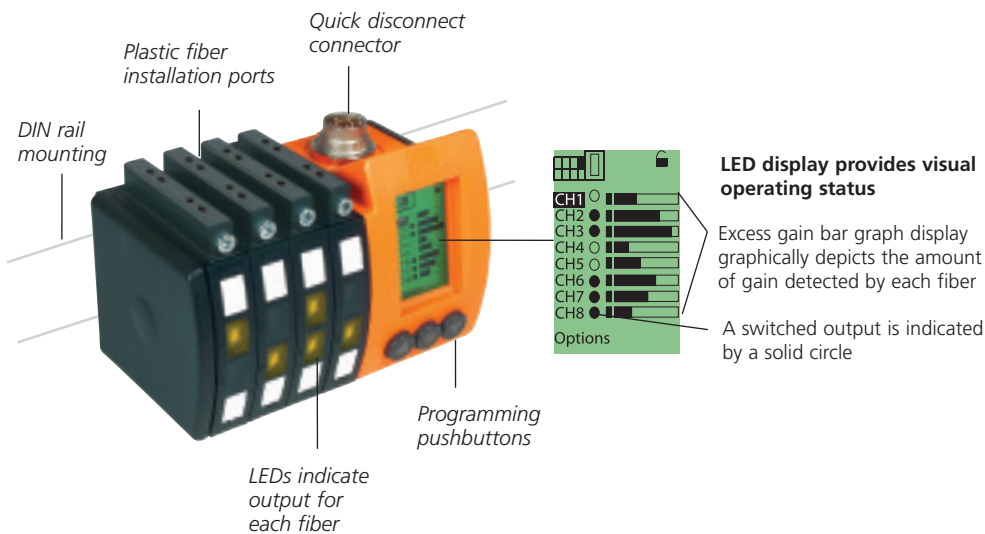 Quick disconnect
connector
Plastic fiber
installation ports
DIN rail
mounting
LED display provides visual
operating status
CH1
CH2
CH3
CH4
CH5
CH6
CH7
CH8
Options
Excess gain bar graph display
graphically depicts the amount
of gain detected by each fiber
A switched output is indicated
by a solid circle
Programming
pushbuttons
LEDs indicate
output for
each fiber